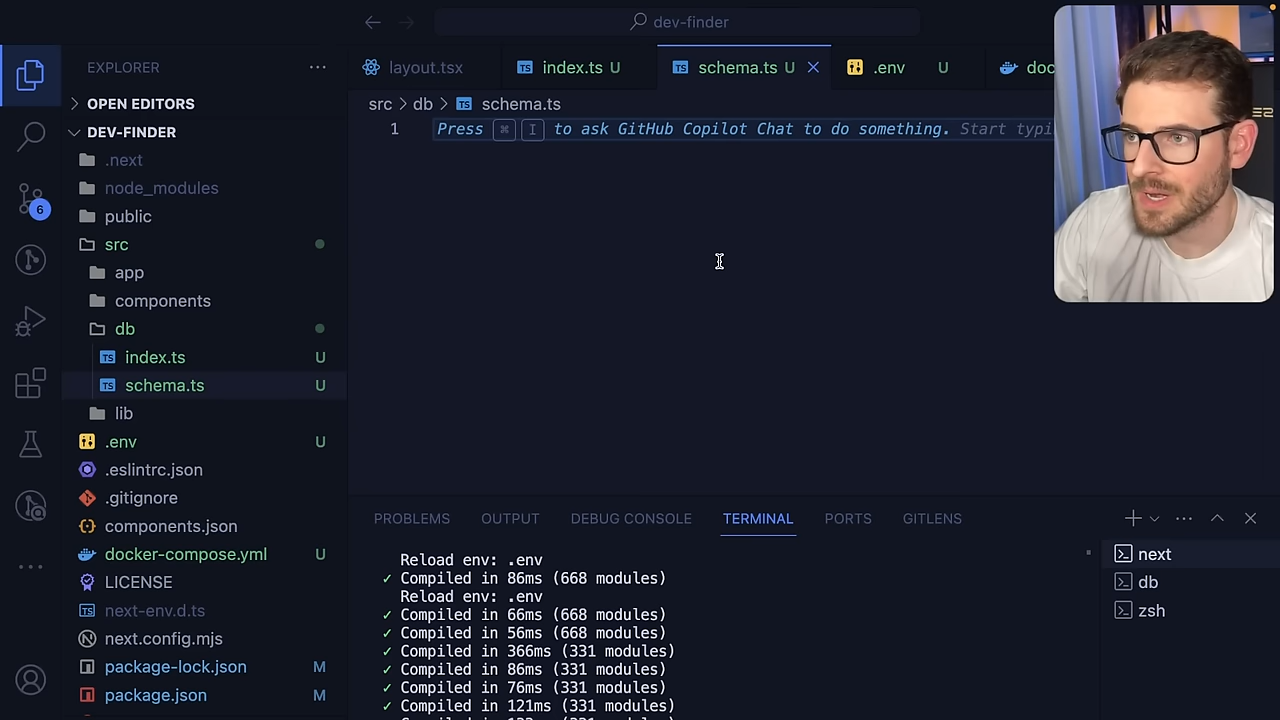 dev-finder
EXPLORER
layout.tsx
index.ts U
schema.ts U
.env U
doc
OPEN EDITORS
DEV-FINDER
src > db > schema.ts
1 Press ⌘ I to ask GitHub Copilot Chat to do something. Start typi
.next
node_modules
public
src
app
components
db
index.ts U
schema.ts U
lib
.env U
.eslintrc.json
.gitignore
components.json
docker-compose.yml U
LICENSE
next-env.d.ts
next.config.mjs
package-lock.json M
package.json M
6
PROBLEMS OUTPUT DEBUG CONSOLE TERMINAL PORTS GITLENS
Reload env: .env
✓ Compiled in 86ms (668 modules)
Reload env: .env
✓ Compiled in 66ms (668 modules)
✓ Compiled in 56ms (668 modules)
✓ Compiled in 366ms (331 modules)
✓ Compiled in 86ms (331 modules)
✓ Compiled in 76ms (331 modules)
✓ Compiled in 121ms (331 modules)
next
db
zsh